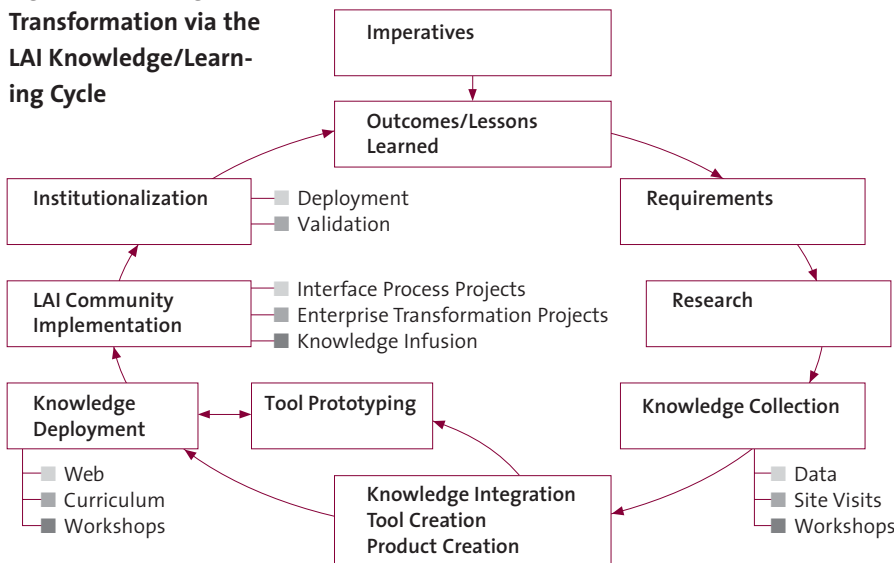 Transformation via the
LAI Knowledge/Learn-
ing Cycle
Imperatives
Outcomes/Lessons
Learned
Institutionalization
Deployment
Validation
Requirements
LAI Community
Implementation
Interface Process Projects
Enterprise Transformation Projects
Knowledge Infusion
Research
Knowledge
Deployment
Tool Prototyping
Knowledge Collection
Web
Curriculum
Workshops
Knowledge Integration
Tool Creation
Product Creation
Data
Site Visits
Workshops